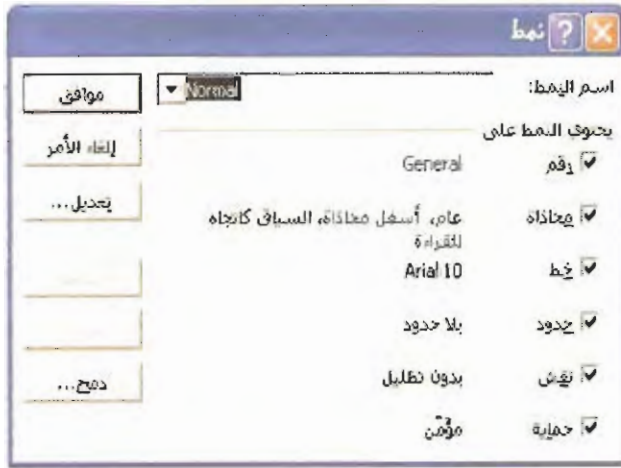 نمط
اسم النمط: Normal
موافق
يحتوي النمط على
إلغاء الأمر
رقم General
تعديل...
محاذاة عام، أسفل محاذاة، السياق كاتجاه
للقراءة
خط Arial 10
حدود بلا حدود
نقش بدون تظليل
دمج...
حماية مؤمّن